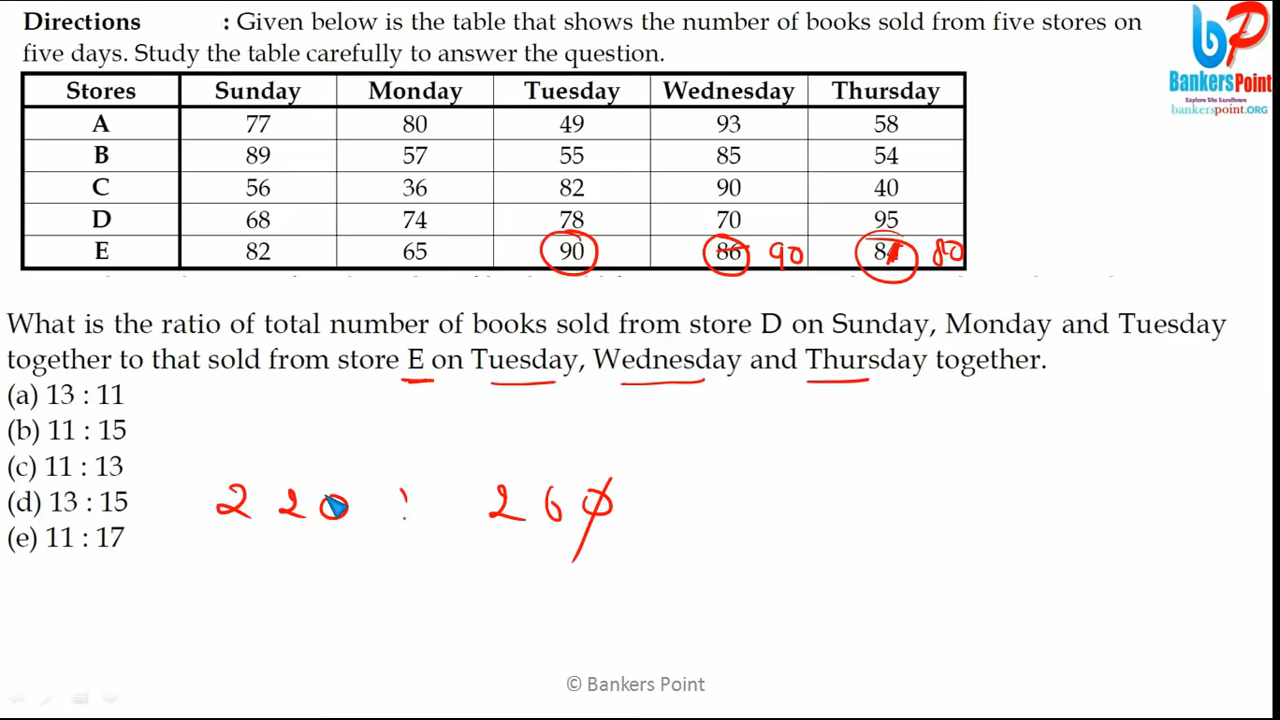 Directions : Given below is the table that shows the number of books sold from five stores on
five days. Study the table carefully to answer the question.
bp
BankersPoint
Explore The Excellence
bankerspoint.ORG
Stores Sunday Monday Tuesday Wednesday Thursday
A 77 80 49 93 58
B 89 57 55 85 54
C 56 36 82 90 40
D 68 74 78 70 95
E 82 65 90 86 90 84 80
What is the ratio of total number of books sold from store D on Sunday, Monday and Tuesday
together to that sold from store E on Tuesday, Wednesday and Thursday together.
(a) 13 : 11
(b) 11 : 15
(c) 11 : 13
(d) 13 : 15
(e) 11 : 17
220 : 260
© Bankers Point